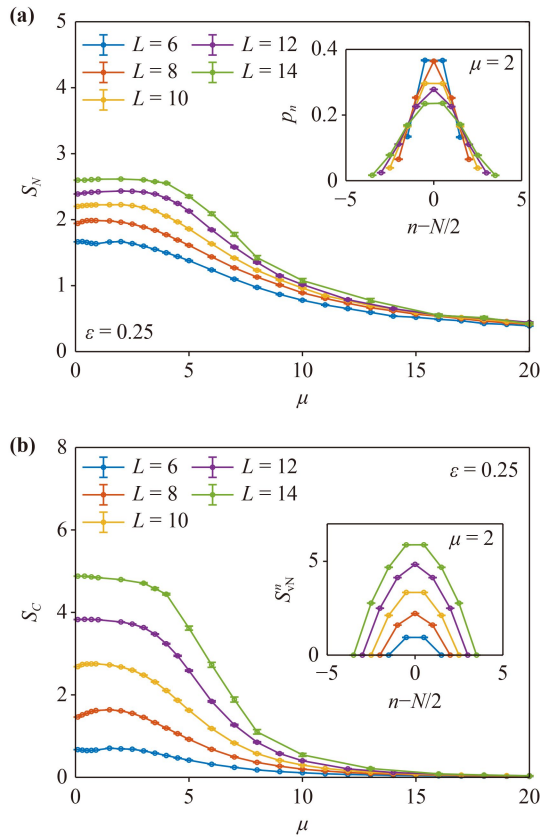 (a)
5
4
3
2
1
0
S_N
L = 6
L = 8
L = 10
L = 12
L = 14
ε = 0.25
0
5
10
15
20
μ
0.4
0.2
0
p_n
μ = 2
−5
0
5
n−N/2
(b)
8
6
4
2
0
S_C
L = 6
L = 8
L = 10
L = 12
L = 14
ε = 0.25
0
5
10
15
20
μ
5
0
S^n_vN
μ = 2
−5
0
5
n−N/2